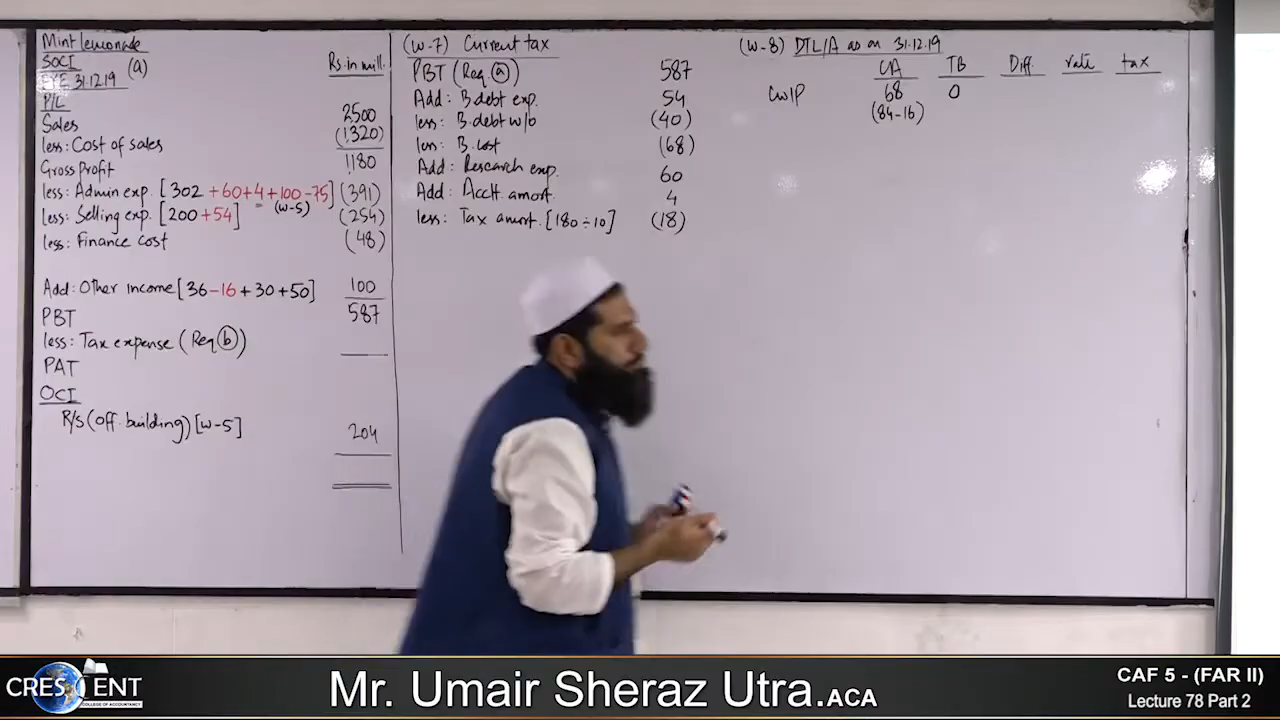 Mint lemonade
SOCI (a)
FYE 31.12.19
Rs in mill.
P/L
Sales 2500
less: Cost of sales (1320)
Gross Profit 1180
less: Admin exp. [302 +60+4+100-75] (391)
less: Selling exp. [200+54] (w-5) (254)
less: Finance cost (48)
Add: Other income [36-16+30+50] 100
PBT 587
less: Tax expense (Req b)
PAT
OCI
R/s (off. building) [w-5] 204
(w-7) Current tax
PBT (Req. a) 587
Add: B debt exp. 54
less: B. debt w/o (40)
less: B. cost (68)
Add: Research exp. 60
Add: Acctt amort. 4
less: Tax amort. [180÷10] (18)
(w-8) DTL/A as on 31.12.19
CA TB Diff. rate tax
CWIP 68 0
(84-16)
CRESCENT
COLLEGE OF ACCOUNTANCY
Mr. Umair Sheraz Utra.ACA
CAF 5 - (FAR II)
Lecture 78 Part 2